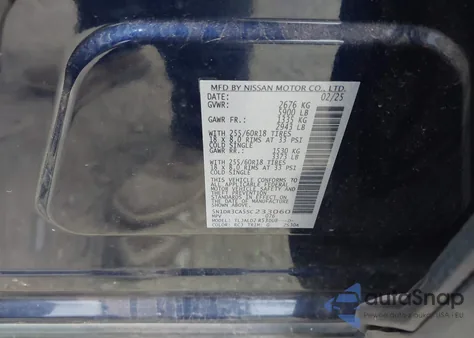 MFD BY NISSAN MOTOR CO., LTD.
DATE: 02/25
GVWR: 2676 KG
5900 LB
GAWR FR.: 1335 KG
2943 LB
WITH 255/60R18 TIRES
18 X 8.0 RIMS AT 33 PSI
COLD SINGLE
GAWR RR.: 1530 KG
3373 LB
WITH 255/60R18 TIRES
18 X 8.0 RIMS AT 33 PSI
COLD SINGLE
THIS VEHICLE CONFORMS TO ALL
APPLICABLE FEDERAL
MOTOR VEHICLE SAFETY AND
THEFT PREVENTION
STANDARDS IN EFFECT ON THE
DATE OF MANUFACTURE
SHOWN ABOVE.
MPV
COLOR: TRIM: G
autoSnap